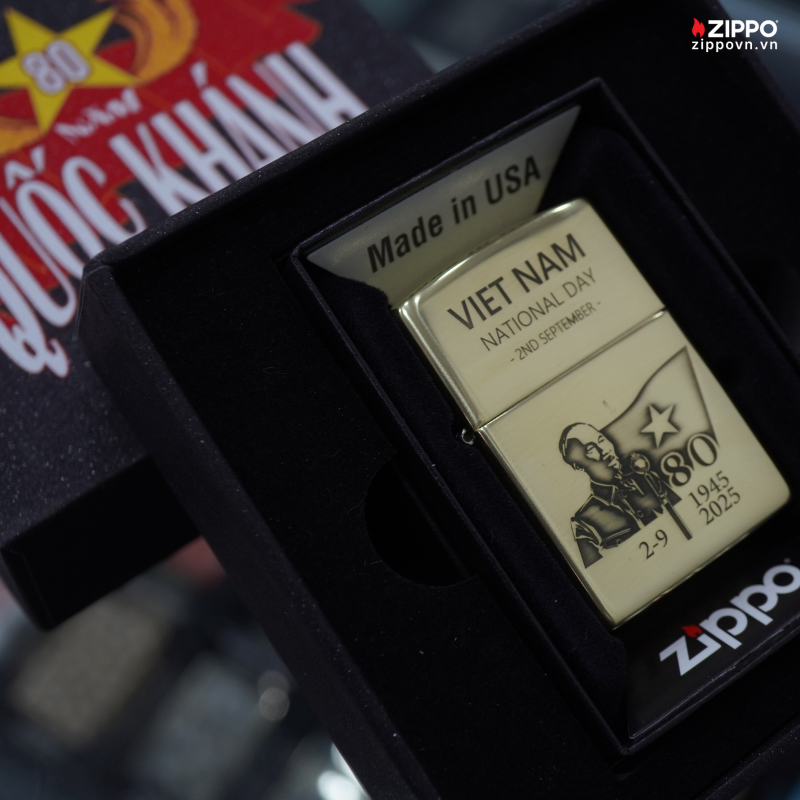 ZIPPO
zippovn.vn
80
Năm
QUỐC KHÁNH
Made in USA
VIET NAM
NATIONAL DAY
- 2ND SEPTEMBER -
80
1945
2025
2-9
zippo